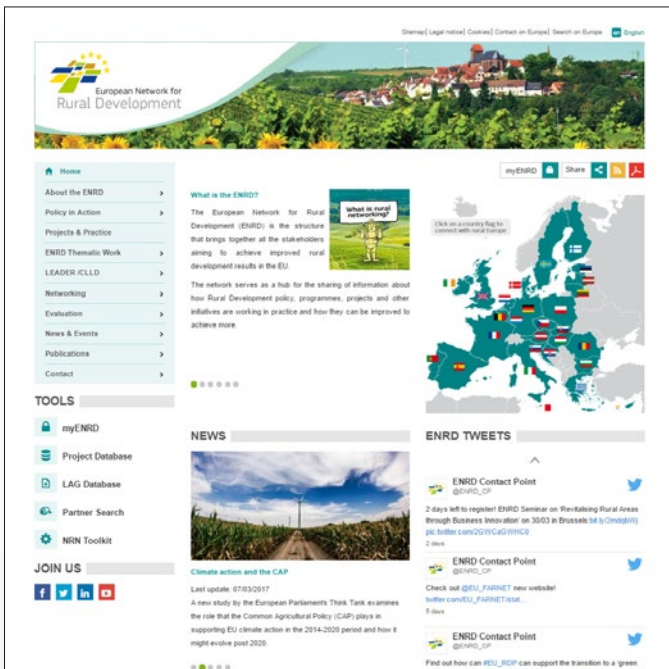 Sitemap| Legal notice| Cookies| Contact on Europe| Search on Europe en English
European Network for
Rural Development
Home
About the ENRD
Policy in Action
Projects & Practice
ENRD Thematic Work
LEADER /CLLD
Networking
Evaluation
News & Events
Publications
Contact
TOOLS
myENRD
Project Database
LAG Database
Partner Search
NRN Toolkit
JOIN US
What is the ENRD?
The European Network for Rural
Development (ENRD) is the structure
that brings together all the stakeholders
aiming to achieve improved rural
development results in the EU.
What is rural
networking?
The network serves as a hub for the sharing of information about
how Rural Development policy, programmes, projects and other
initiatives are working in practice and how they can be improved to
achieve more.
NEWS
Climate action and the CAP
Last update: 07/03/2017
A new study by the European Parliament's Think Tank examines
the role that the Common Agricultural Policy (CAP) plays in
supporting EU climate action in the 2014-2020 period and how it
might evolve post 2020.
myENRD Share
Click on a country flag to
connect with rural Europe
ENRD TWEETS
ENRD Contact Point
@ENRD_CP
2 days left to register! ENRD Seminar on 'Revitalising Rural Areas
through Business Innovation' on 30/03 in Brussels
2 days
ENRD Contact Point
@ENRD_CP
Check out @EU_FARNET new website!
twitter.com/EU_FARNET/stat...
5 days
ENRD Contact Point
@ENRD_CP
Find out how can #EU_RDP can support the transition to a 'green